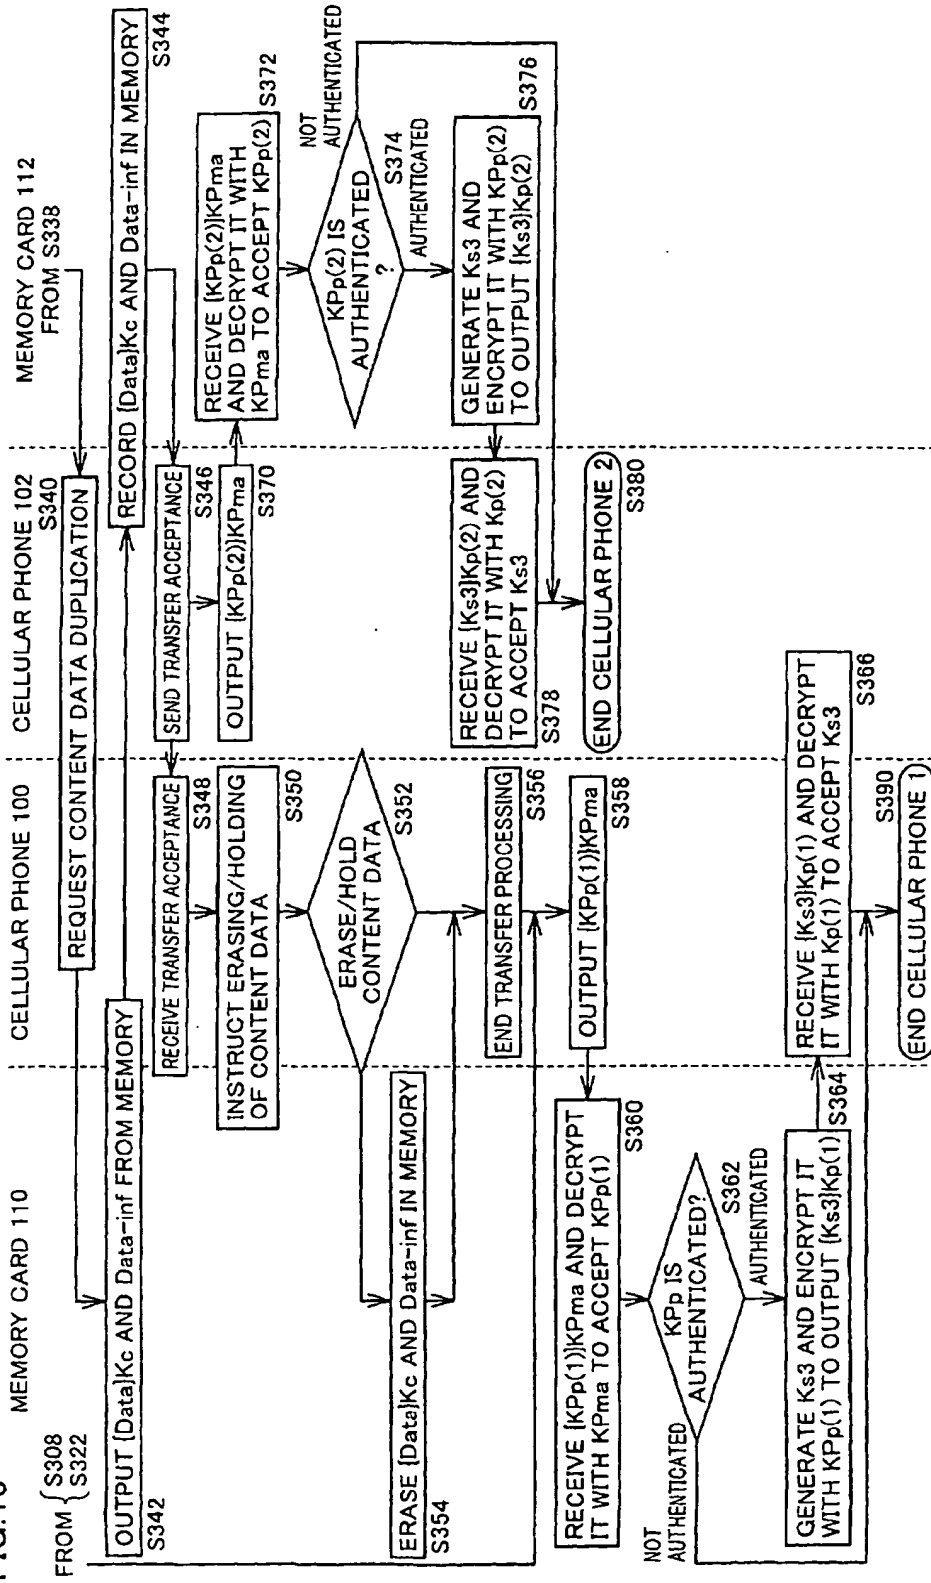 MEMORY CARD 110
CELLULAR PHONE 100
CELLULAR PHONE 102
MEMORY CARD 112
FROM { S308
S322
FROM S338
REQUEST CONTENT DATA DUPLICATION
S340
OUTPUT {Data}Kc AND Data-inf FROM MEMORY
S342
RECORD {Data}Kc AND Data-inf IN MEMORY
S344
SEND TRANSFER ACCEPTANCE
S346
RECEIVE TRANSFER ACCEPTANCE
S348
INSTRUCT ERASING/HOLDING
OF CONTENT DATA
S350
ERASE/HOLD
CONTENT DATA
S352
ERASE {Data}Kc AND Data-inf IN MEMORY
S354
END TRANSFER PROCESSING
S356
OUTPUT {KPp(1)}KPma
S358
RECEIVE {KPp(1)}KPma AND DECRYPT
IT WITH KPma TO ACCEPT KPp(1)
S360
KPp IS
AUTHENTICATED?
S362
NOT
AUTHENTICATED
AUTHENTICATED
GENERATE Ks3 AND ENCRYPT IT
WITH KPp(1) TO OUTPUT {Ks3}Kp(1)
S364
RECEIVE {Ks3}Kp(1) AND DECRYPT
IT WITH Kp(1) TO ACCEPT Ks3
S366
S390
END CELLULAR PHONE 1
OUTPUT {KPp(2)}KPma
S370
RECEIVE {KPp(2)}KPma
AND DECRYPT IT WITH
KPma TO ACCEPT KPp(2)
S372
KPp(2) IS
AUTHENTICATED
?
S374
NOT
AUTHENTICATED
AUTHENTICATED
GENERATE Ks3 AND
ENCRYPT IT WITH KPp(2)
TO OUTPUT {Ks3}Kp(2)
S376
RECEIVE {Ks3}Kp(2) AND
DECRYPT IT WITH Kp(2)
TO ACCEPT Ks3
S378
END CELLULAR PHONE 2
S380